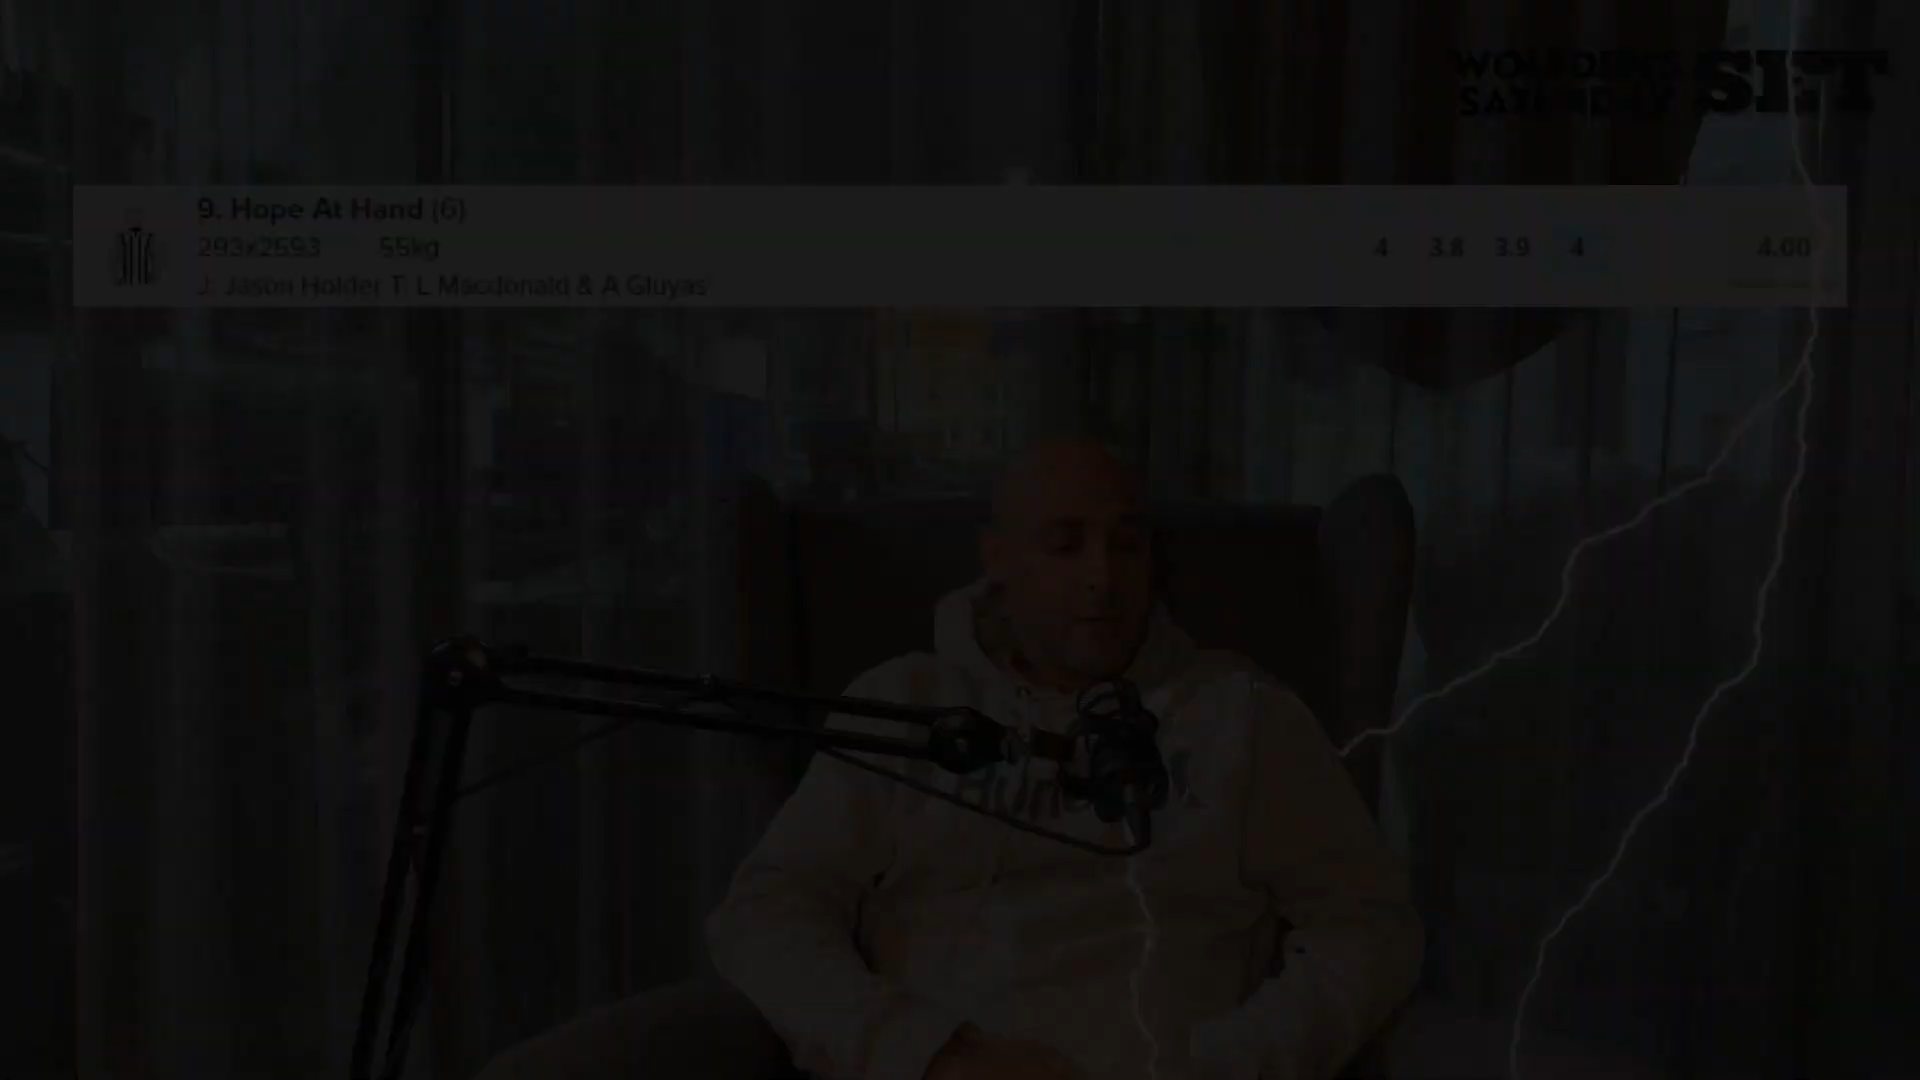 SET
9. Hope At Hand (6)
293x2593 55kg
4 3.8 3.9 4 4.00
J: Jason Holder T: L Macdonald & A Gluyas